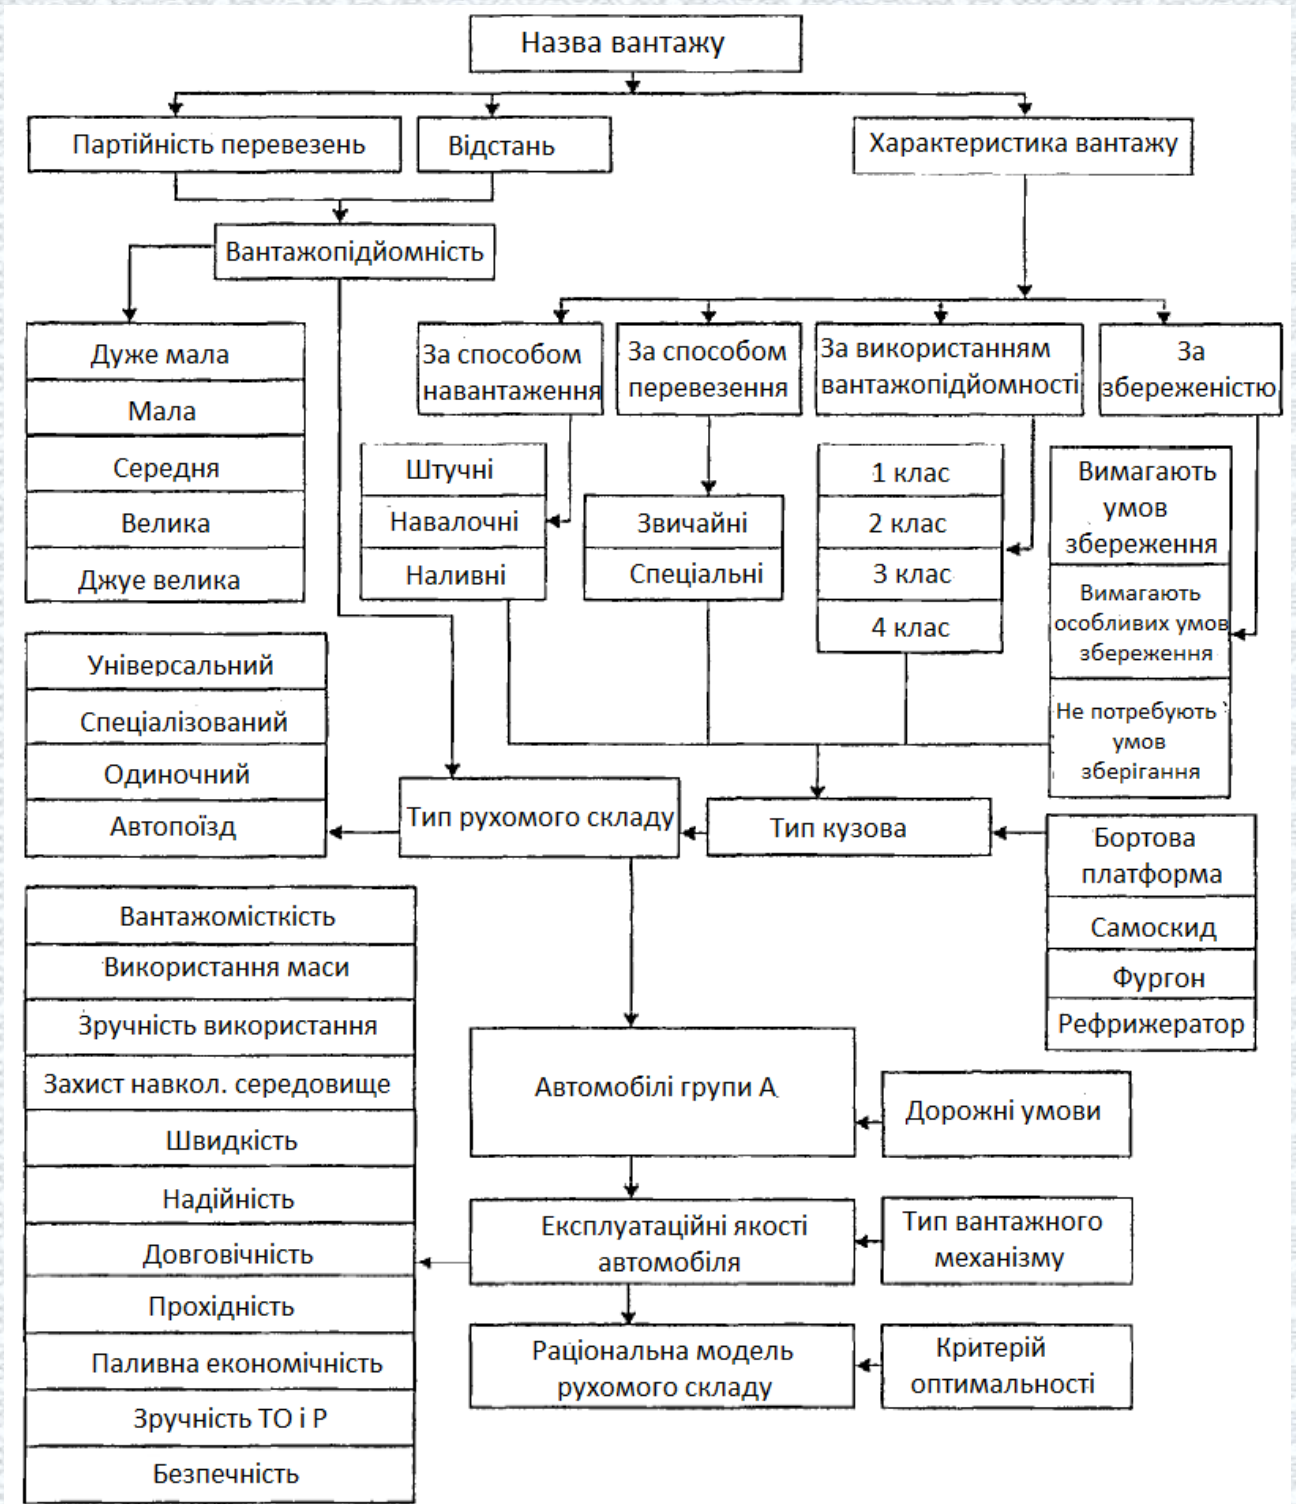 Назва вантажу
Партійність перевезень
Відстань
Характеристика вантажу
Вантажопідйомність
Дуже мала
Мала
Середня
Велика
Джуе велика
За способом
навантаження
За способом
перевезення
За використанням
вантажопідйомності
За
збереженістю
Штучні
Навалочні
Наливні
Звичайні
Спеціальні
1 клас
2 клас
3 клас
4 клас
Вимагають
умов
збереження
Вимагають
особливих умов
збереження
Не потребують
умов
зберігання
Універсальний
Спеціалізований
Одиночний
Автопоїзд
Тип рухомого складу
Тип кузова
Бортова
платформа
Самоскид
Фургон
Рефрижератор
Вантажомісткість
Використання маси
Зручність використання
Захист навкол. середовище
Швидкість
Надійність
Довговічність
Прохідність
Паливна економічність
Зручність ТО і Р
Безпечність
Автомобілі групи А
Дорожні умови
Експлуатаційні якості
автомобіля
Тип вантажного
механізму
Раціональна модель
рухомого складу
Критерій
оптимальності